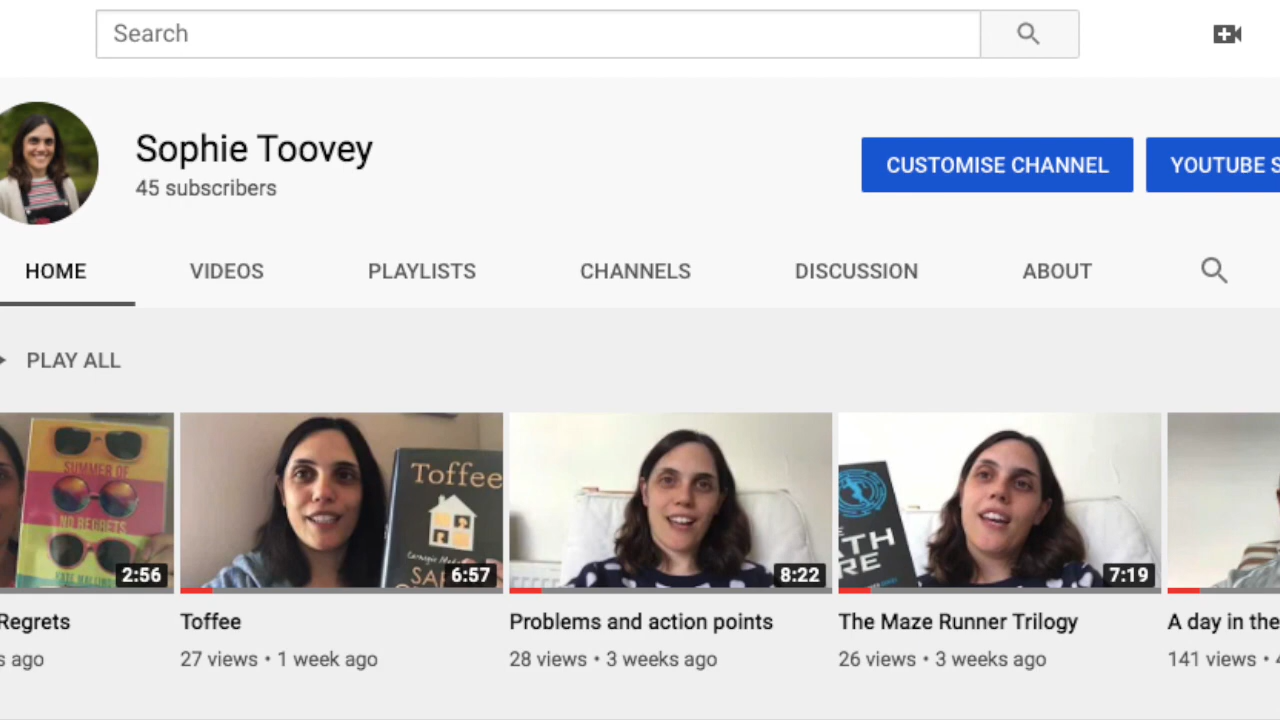 Search
Sophie Toovey
45 subscribers
CUSTOMISE CHANNEL
YOUTUBE S
HOME
VIDEOS
PLAYLISTS
CHANNELS
DISCUSSION
ABOUT
PLAY ALL
SUMMER OF
NO REGRETS
2:56
Toffee
6:57
8:22
7:19
Regrets
Toffee
Problems and action points
The Maze Runner Trilogy
A day in the
s ago
27 views • 1 week ago
28 views • 3 weeks ago
26 views • 3 weeks ago
141 views •